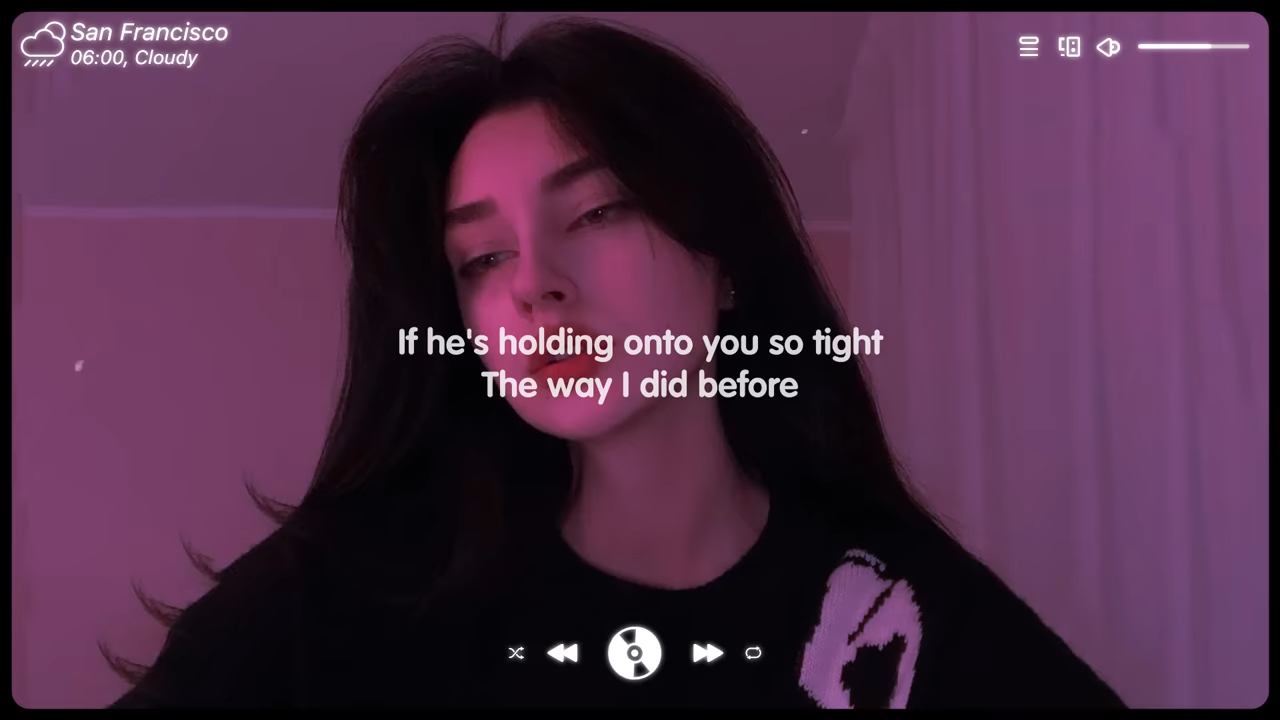 San Francisco
06:00, Cloudy
If he's holding onto you so tight
The way I did before